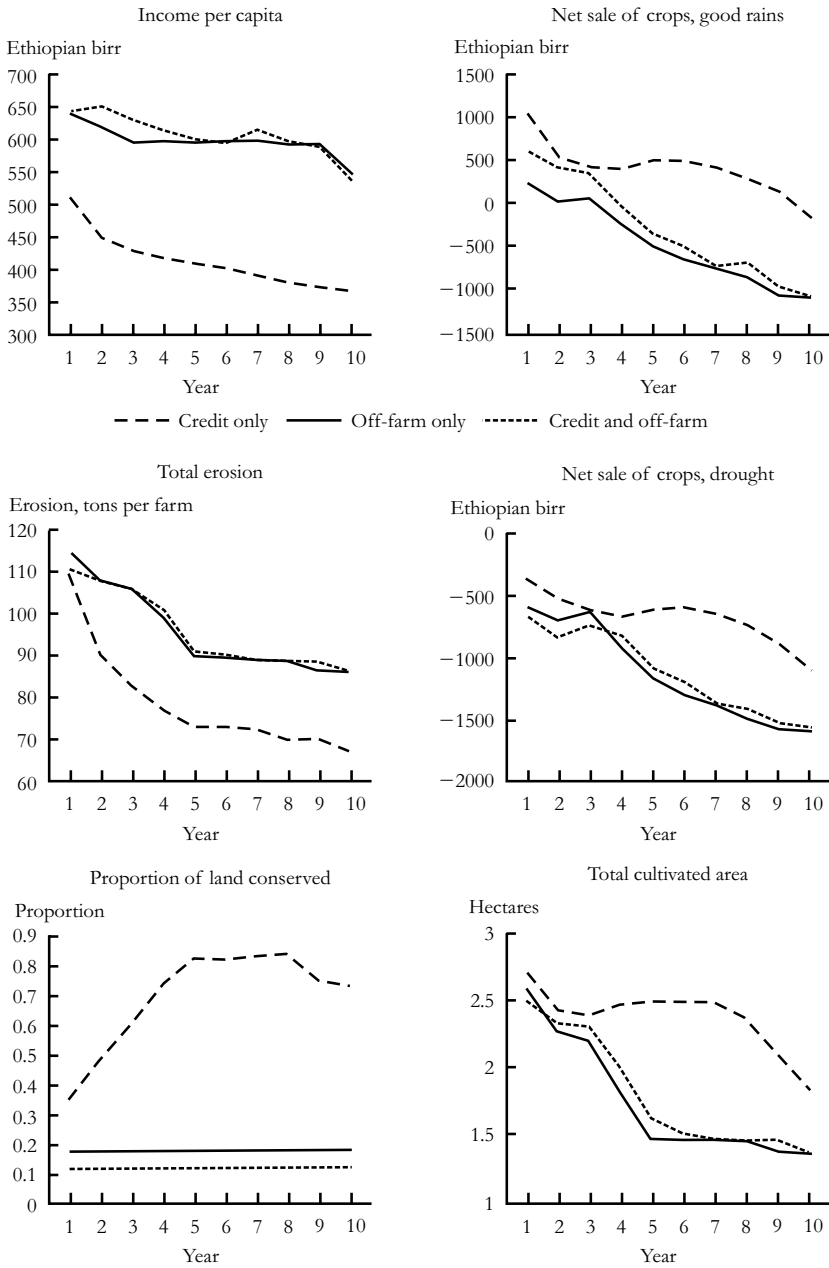 Income per capita
Ethiopian birr
700
650
600
550
500
450
400
350
300
1 2 3 4 5 6 7 8 9 10
Year
Net sale of crops, good rains
Ethiopian birr
1500
1000
500
0
−500
−1000
−1500
1 2 3 4 5 6 7 8 9 10
Year
Credit only Off-farm only Credit and off-farm
Total erosion
Erosion, tons per farm
120
110
100
90
80
70
60
1 2 3 4 5 6 7 8 9 10
Year
Net sale of crops, drought
Ethiopian birr
0
−500
−1000
−1500
−2000
1 2 3 4 5 6 7 8 9 10
Year
Proportion of land conserved
Proportion
0.9
0.8
0.7
0.6
0.5
0.4
0.3
0.2
0.1
0
1 2 3 4 5 6 7 8 9 10
Year
Total cultivated area
Hectares
3
2.5
2
1.5
1
1 2 3 4 5 6 7 8 9 10
Year